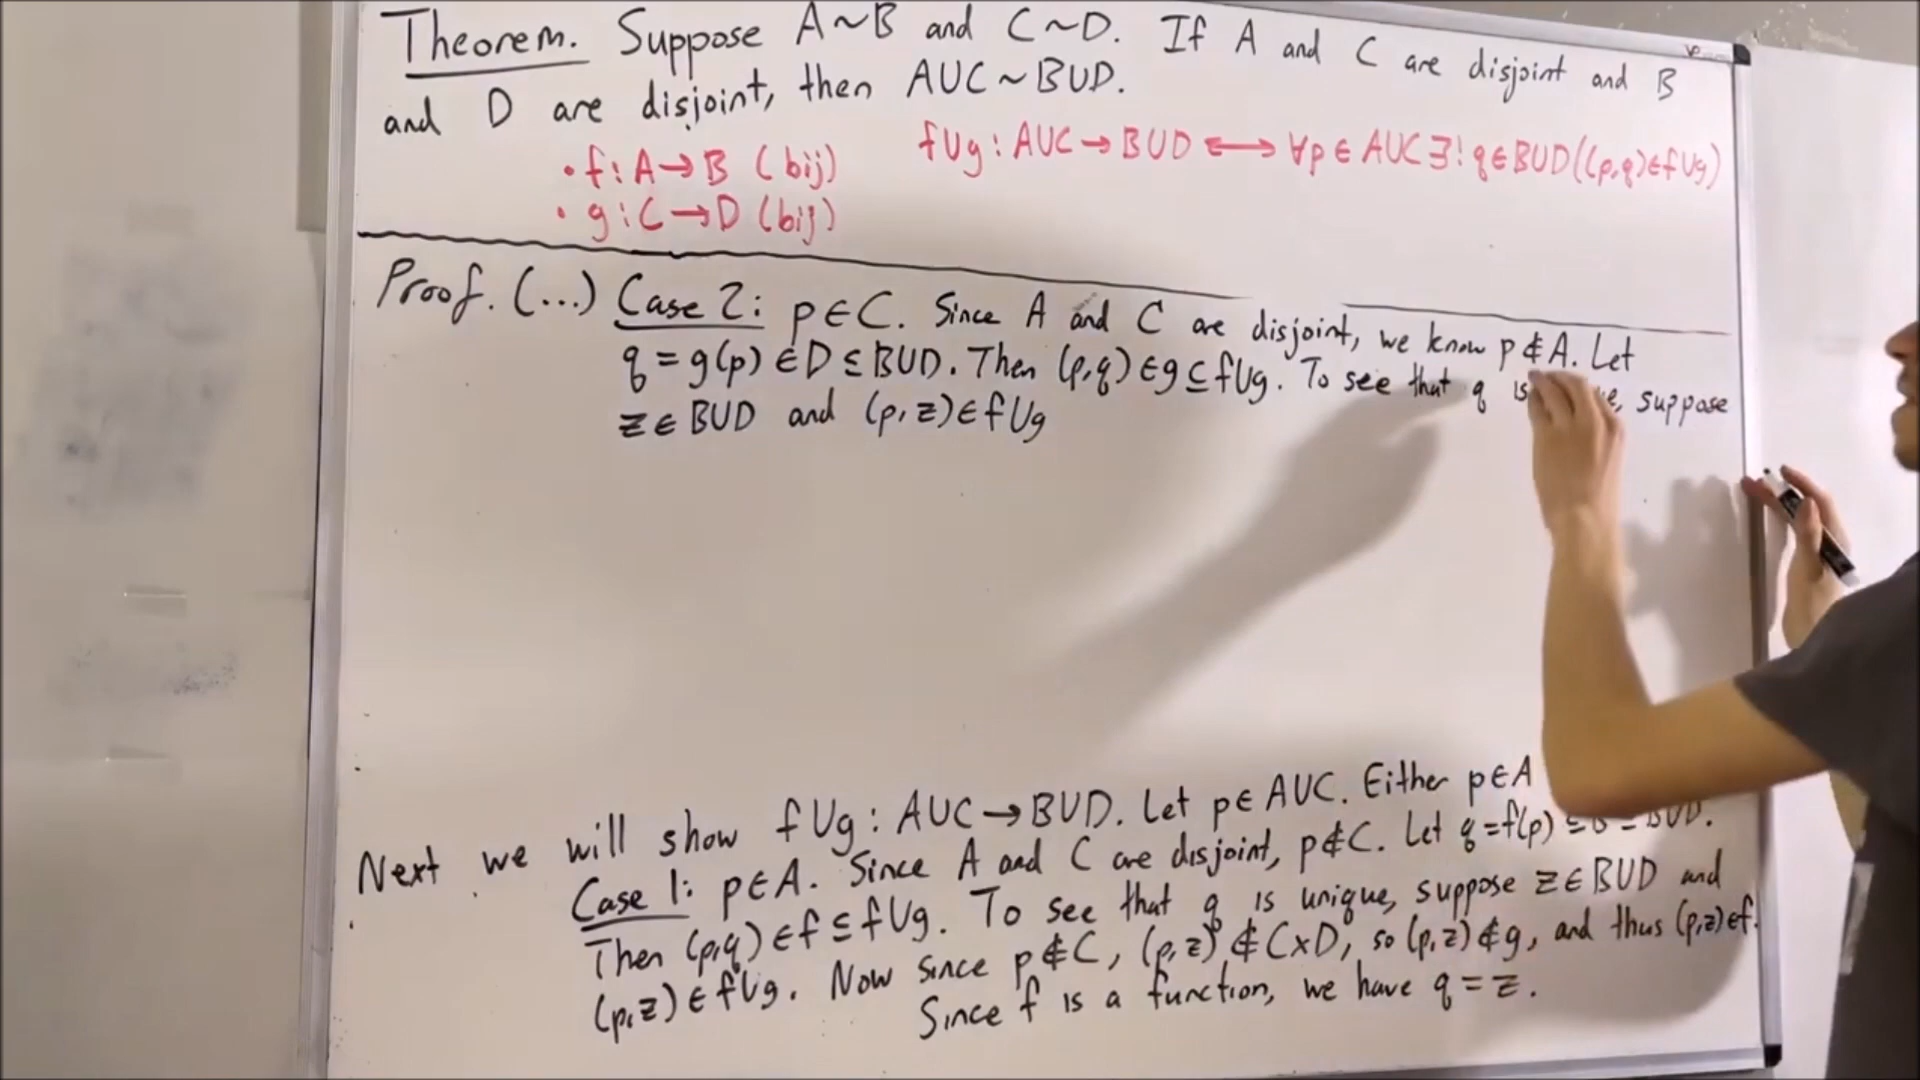 Theorem. Suppose A~B and C~D. If A and C are disjoint and B
and D are disjoint, then A∪C~B∪D.
• f: A→B (bij)
• g: C→D (bij)
f∪g: A∪C→B∪D ⟷ ∀p∈A∪C ∃! q∈B∪D((p,q)∈f∪g)
Proof. (...) Case 2: p∈C. Since A and C are disjoint, we know p∉A. Let
q = g(p) ∈D⊆B∪D. Then (p,q)∈g⊆f∪g. To see that q is suppose
z∈B∪D and (p,z)∈f∪g
Next we will show f∪g: A∪C→B∪D. Let p∈A∪C. Either p∈A
Case 1: p∈A. Since A and C are disjoint, p∉C. Let q=f(p) B∪D.
Then (p,q)∈f⊆f∪g. To see that q is unique, suppose z∈B∪D and
(p,z)∈f∪g. Now since p∉C, (p,z)∉C×D, so (p,z)∉g, and thus (p,z)∈f.
Since f is a function, we have q=z.